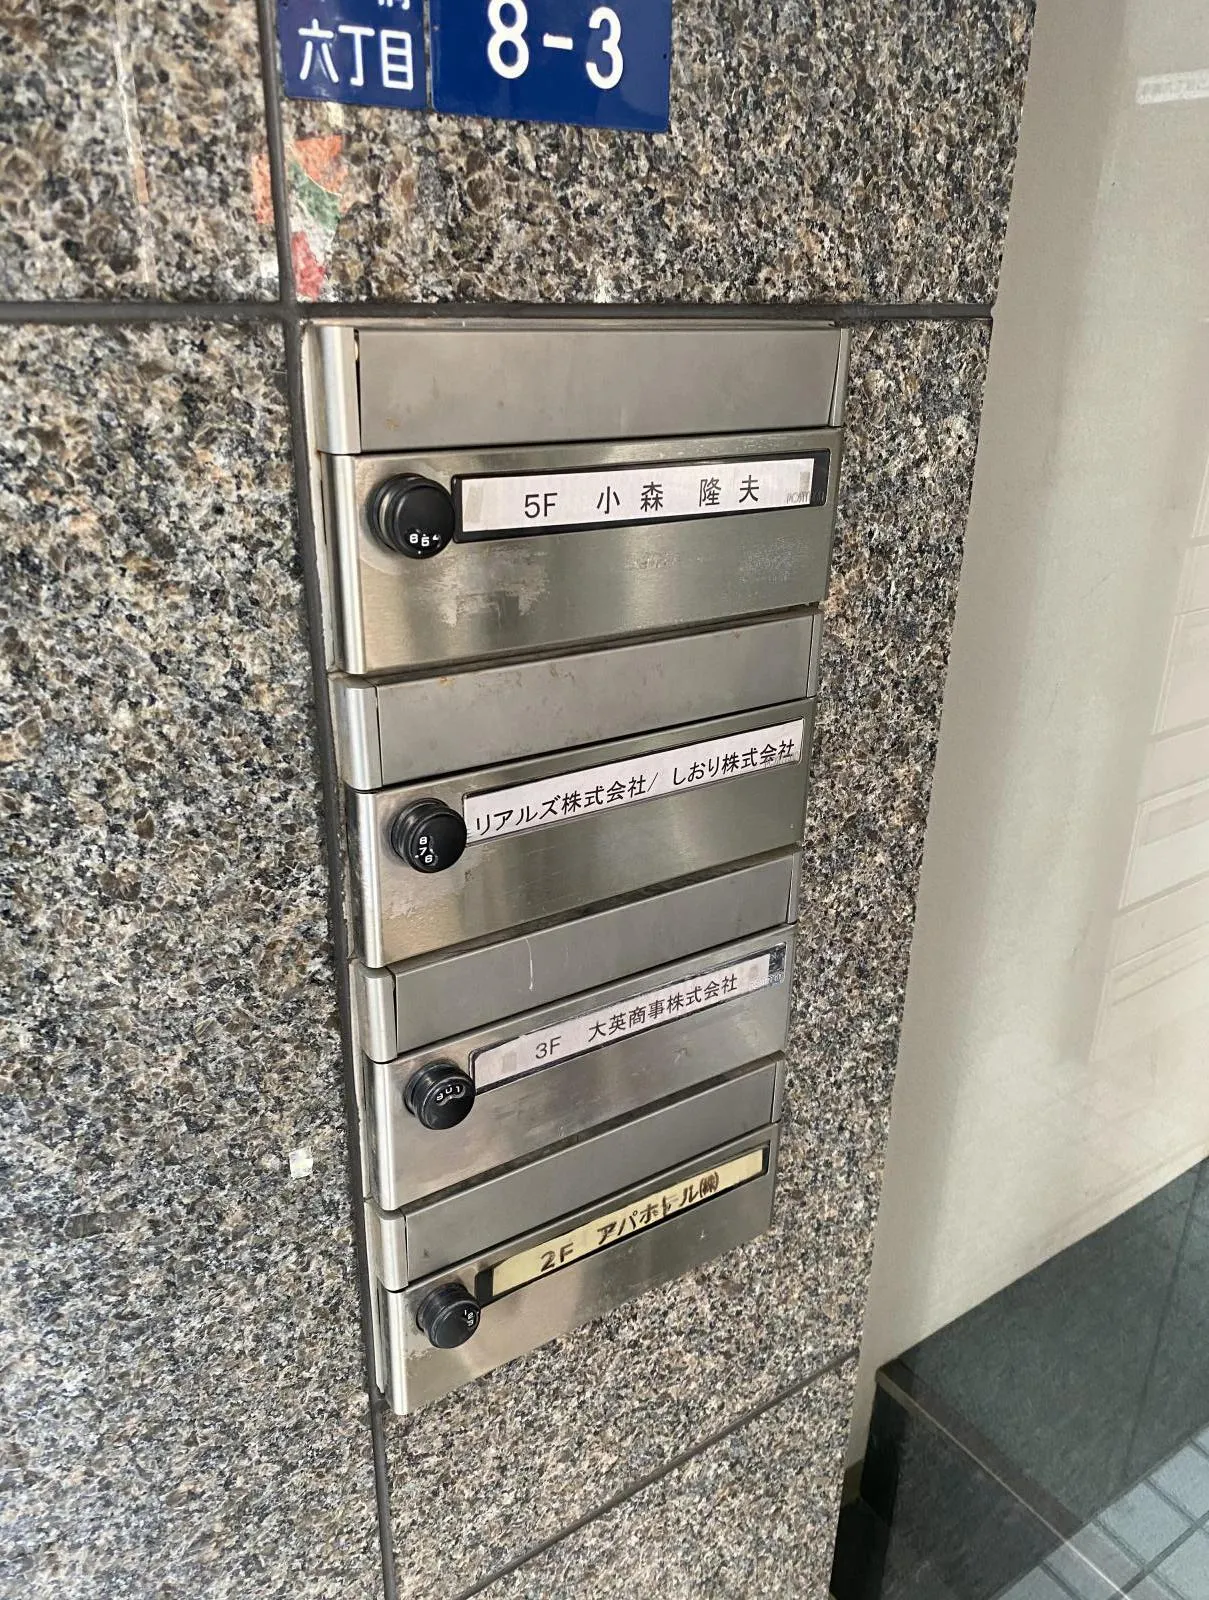 六丁目
8-3
5F 小森 隆夫
リアルズ株式会社/ しおり株式会社
3F 大英商事株式会社
2F アパホテル㈱